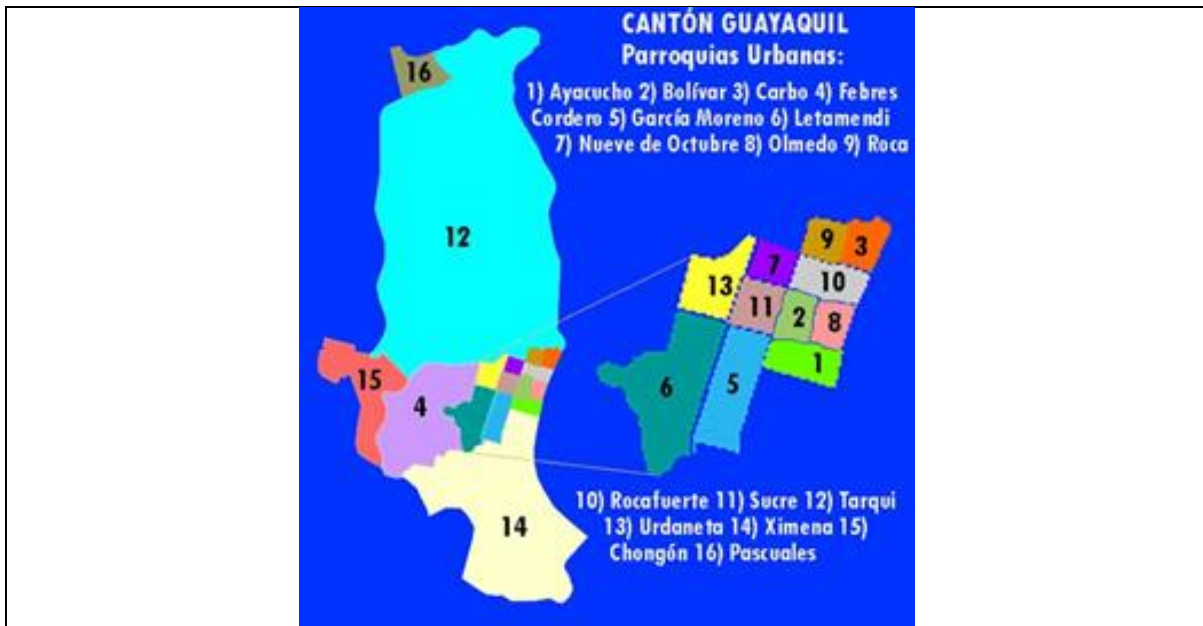 CANTÓN GUAYAQUIL
Parroquias Urbanas:
1) Ayacucho 2) Bolívar 3) Carbo 4) Febres
Cordero 5) García Moreno 6) Letamendi
7) Nueve de Octubre 8) Olmedo 9) Roca
16
12
9
3
7
10
13
11
2
8
1
15
6
5
4
14
10) Rocafuerte 11) Sucre 12) Tarqui
13) Urdaneta 14) Ximena 15)
Chongón 16) Pascuales